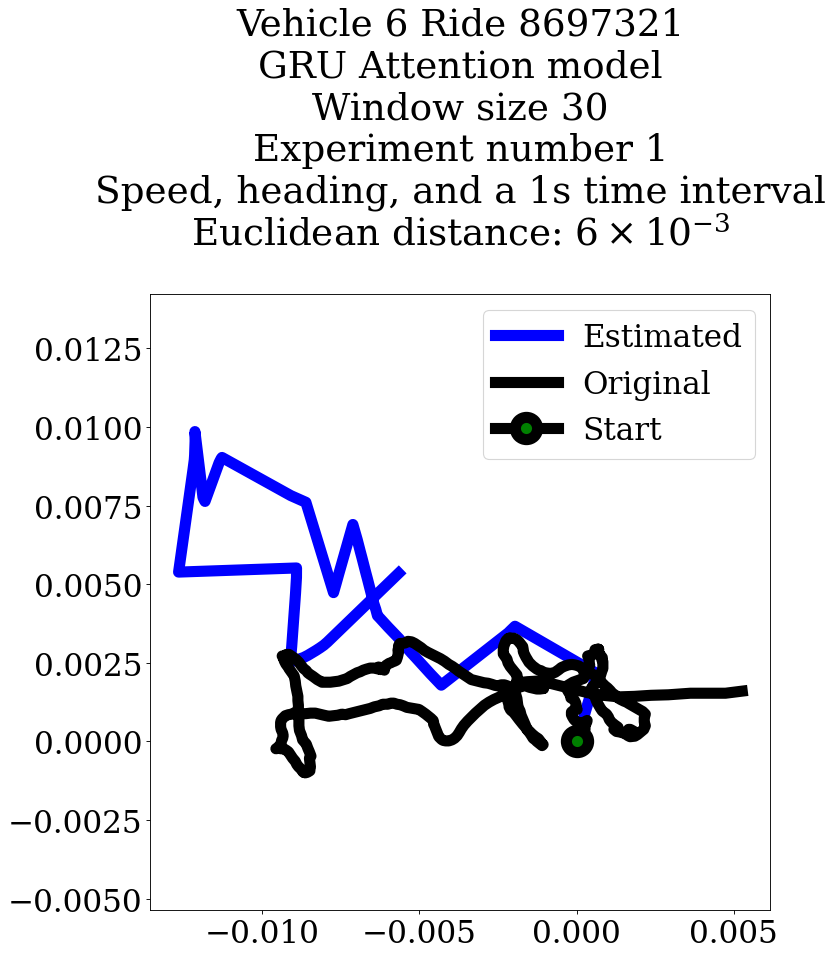 Vehicle 6 Ride 8697321
GRU Attention model
Window size 30
Experiment number 1
Speed, heading, and a 1s time interval
Euclidean distance: 6 × 10⁻³
Estimated
Original
Start
0.0125
0.0100
0.0075
0.0050
0.0025
0.0000
−0.0025
−0.0050
−0.010 −0.005 0.000 0.005